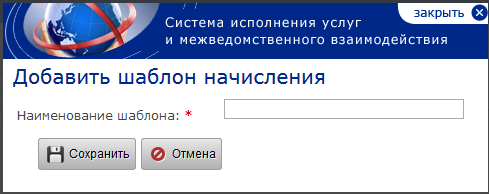 закрыть
Система исполнения услуг
и межведомственного взаимодействия
Добавить шаблон начисления
Наименование шаблона: *
Сохранить Отмена